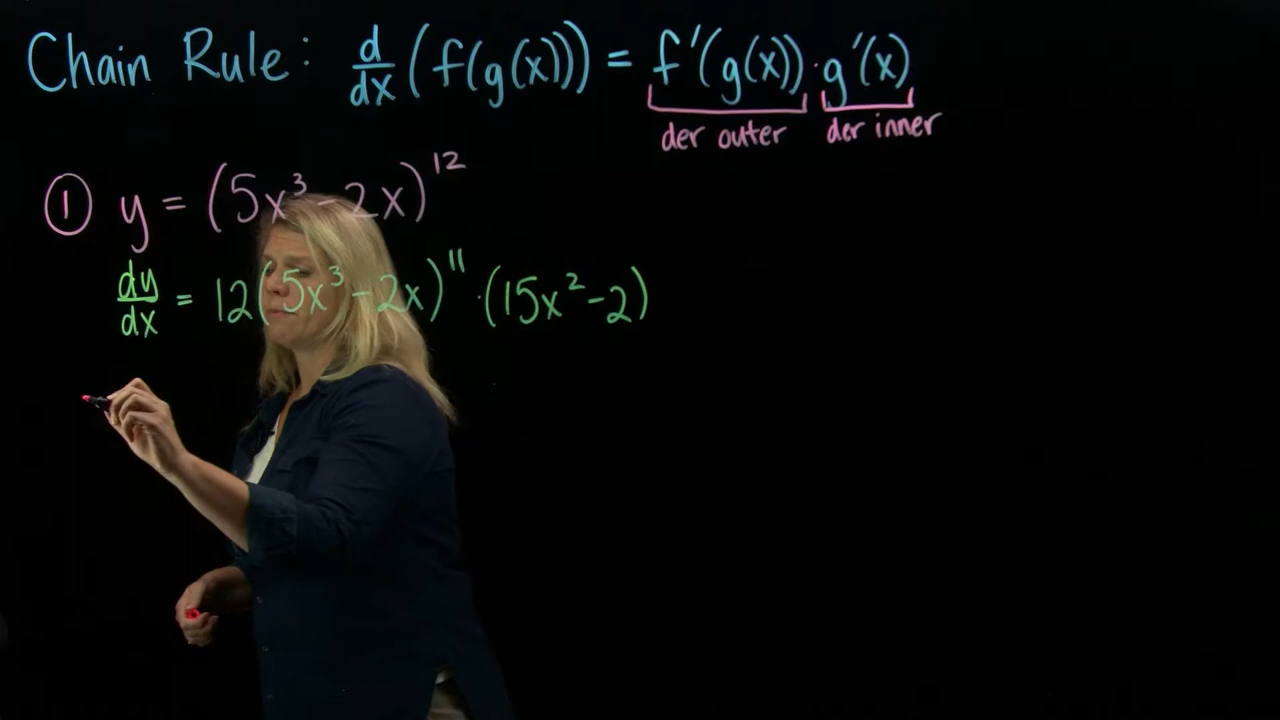 Chain Rule: d/dx (f(g(x))) = f'(g(x)) · g'(x)
der outer der inner
① y = (5x³ - 2x)¹²
dy/dx = 12(5x³ - 2x)¹¹ · (15x² - 2)